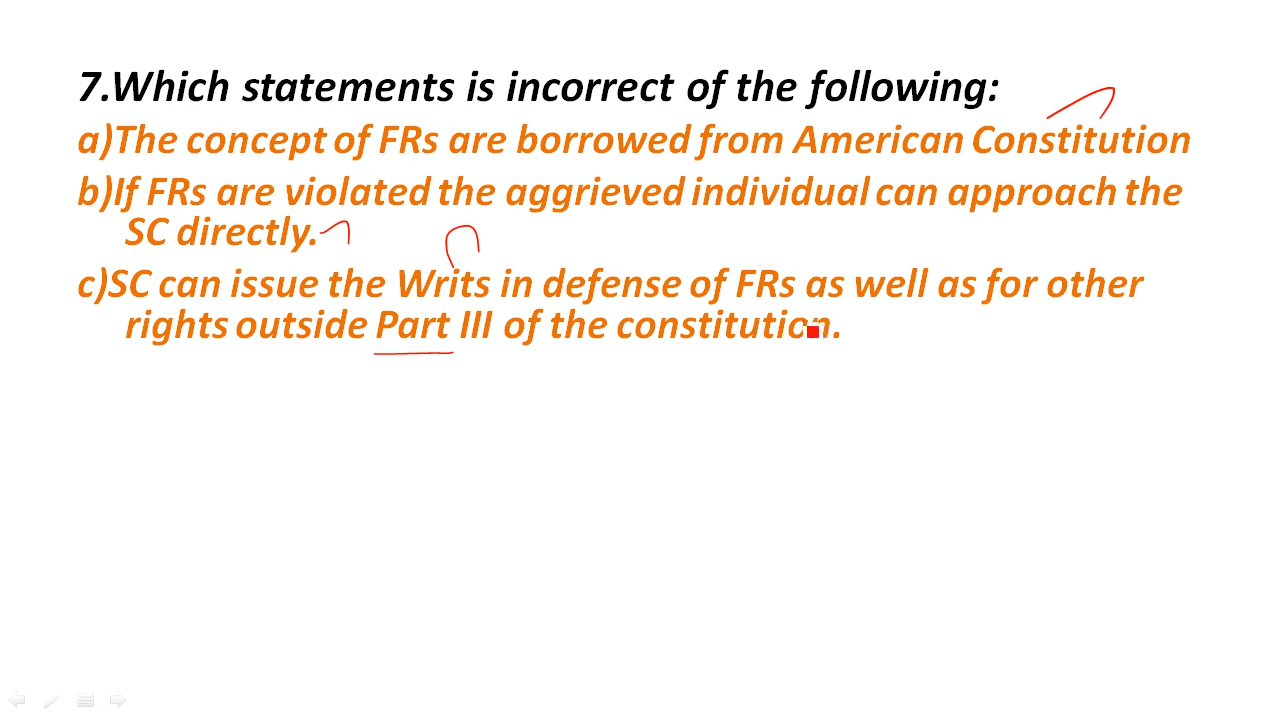 7.Which statements is incorrect of the following:
a)The concept of FRs are borrowed from American Constitution
b)If FRs are violated the aggrieved individual can approach the
SC directly.
c)SC can issue the Writs in defense of FRs as well as for other
rights outside Part III of the constitution.